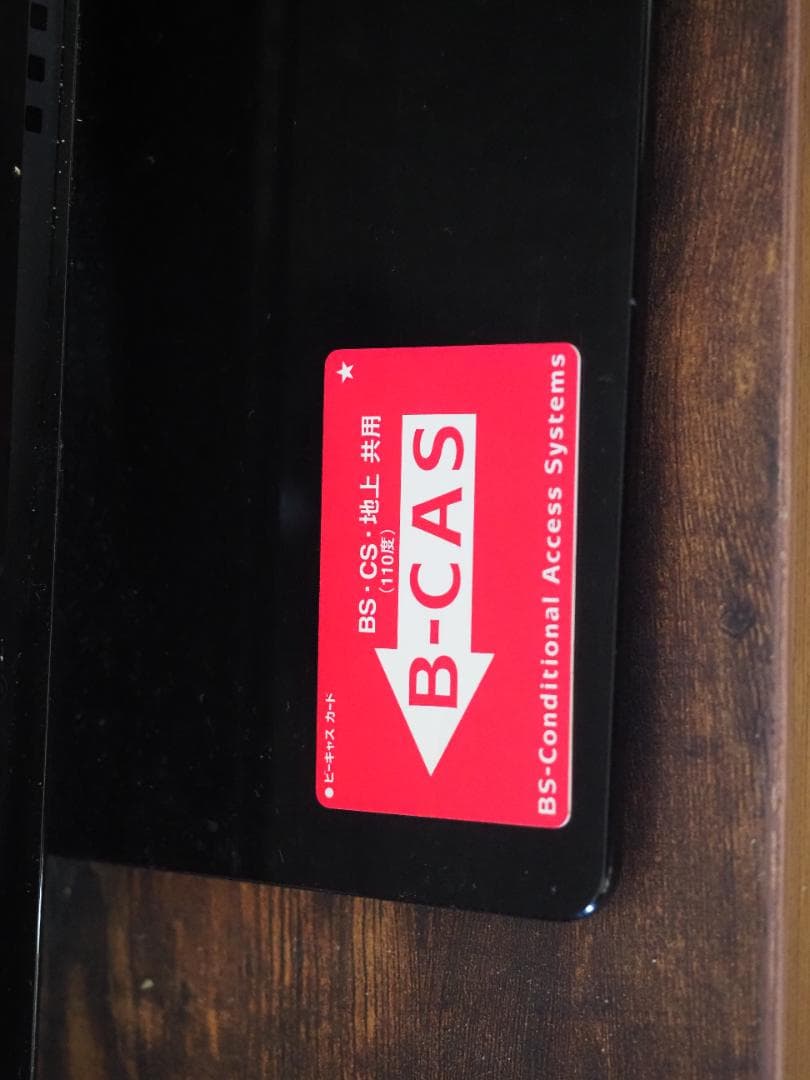 ●ビーキャス カード
★
BS・CS・地上 共用
(110度)
B-CAS
BS-Conditional Access Systems